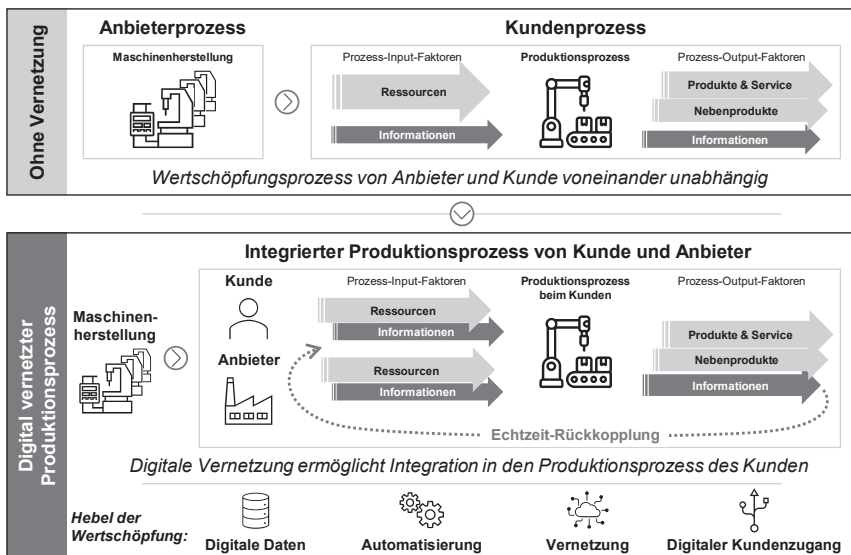 Ohne Vernetzung
Anbieterprozess
Maschinenherstellung
Kundenprozess
Prozess-Input-Faktoren
Ressourcen
Informationen
Produktionsprozess
Prozess-Output-Faktoren
Produkte & Service
Nebenprodukte
Informationen
Wertschöpfungsprozess von Anbieter und Kunde voneinander unabhängig
Digital vernetzter
Produktionsprozess
Maschinen-
herstellung
Integrierter Produktionsprozess von Kunde und Anbieter
Kunde
Anbieter
Prozess-Input-Faktoren
Ressourcen
Informationen
Ressourcen
Informationen
Produktionsprozess
beim Kunden
Prozess-Output-Faktoren
Produkte & Service
Nebenprodukte
Informationen
Echtzeit-Rückkopplung
Digitale Vernetzung ermöglicht Integration in den Produktionsprozess des Kunden
Hebel der
Wertschöpfung:
Digitale Daten
Automatisierung
Vernetzung
Digitaler Kundenzugang